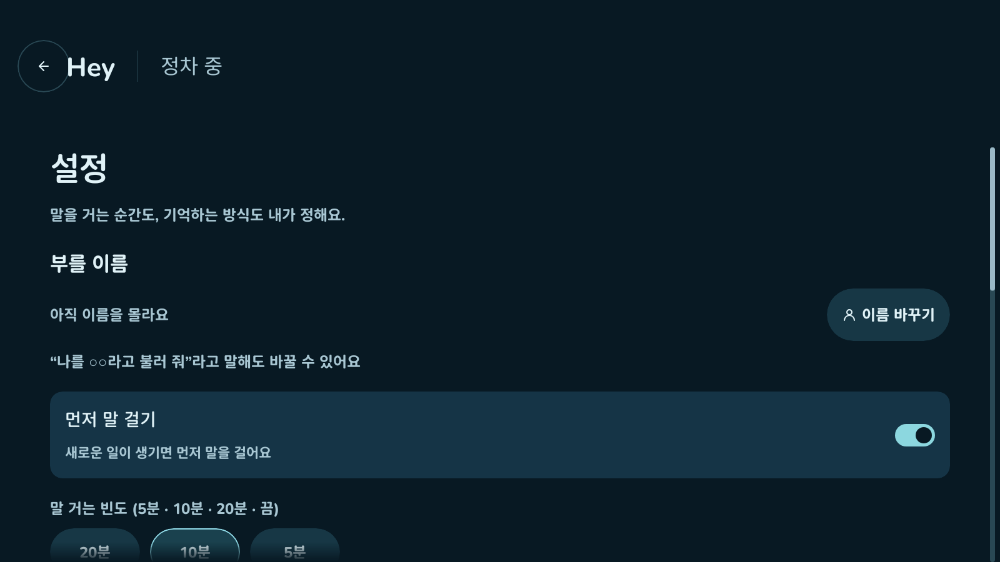 Hey
정차 중
설정
말을 거는 순간도, 기억하는 방식도 내가 정해요.
부를 이름
아직 이름을 몰라요
이름 바꾸기
“나를 ○○라고 불러 줘”라고 말해도 바꿀 수 있어요
먼저 말 걸기
새로운 일이 생기면 먼저 말을 걸어요
말 거는 빈도 (5분 · 10분 · 20분 · 끔)
20분 10분 5분